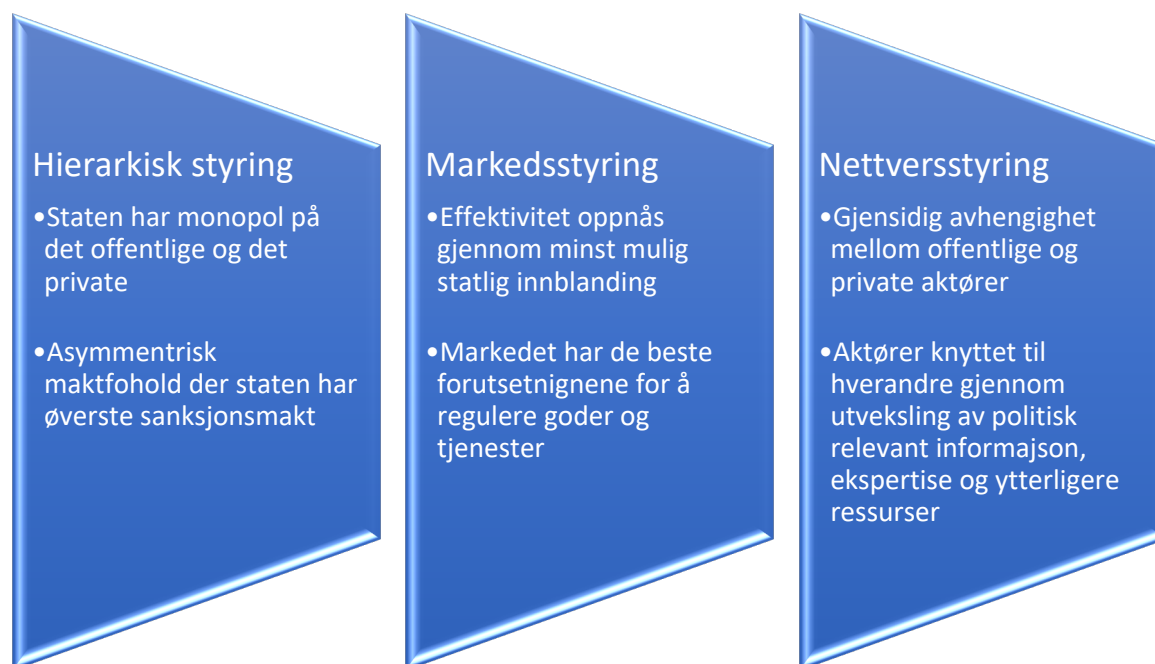 Hierarkisk styring
•Staten har monopol på
det offentlige og det
private
•Asymmentrisk
maktfohold der staten har
øverste sanksjonsmakt
Markedsstyring
•Effektivitet oppnås
gjennom minst mulig
statlig innblanding
•Markedet har de beste
forutsetnignene for å
regulere goder og
tjenester
Nettversstyring
•Gjensidig avhengighet
mellom offentlige og
private aktører
•Aktører knyttet til
hverandre gjennom
utveksling av politisk
relevant informajson,
ekspertise og ytterligere
ressurser